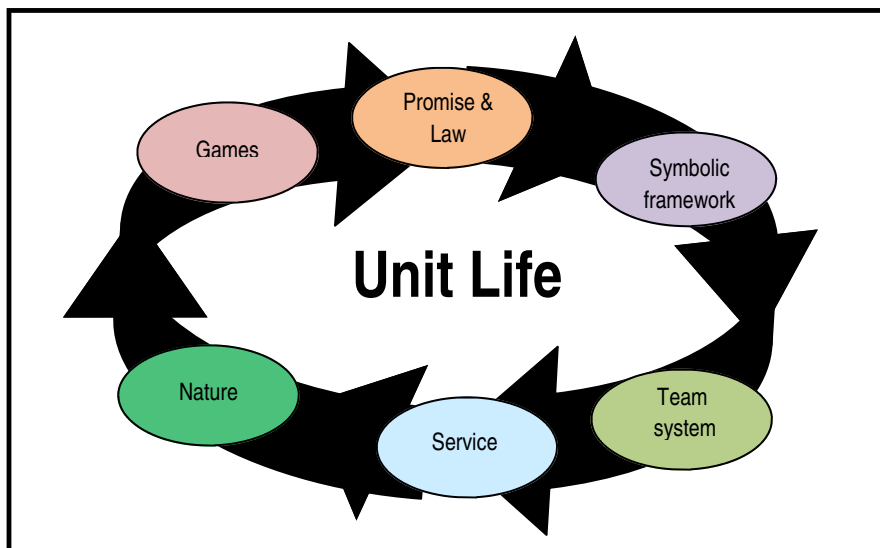 Promise &
Law
Games
Symbolic
framework
Unit Life
Nature
Team
system
Service